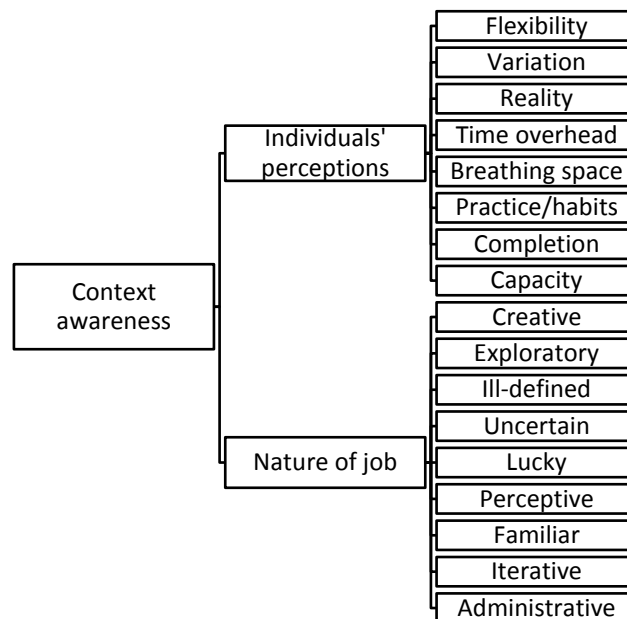 Context
awareness
Individuals'
perceptions
Flexibility
Variation
Reality
Time overhead
Breathing space
Practice/habits
Completion
Capacity
Nature of job
Creative
Exploratory
Ill-defined
Uncertain
Lucky
Perceptive
Familiar
Iterative
Administrative